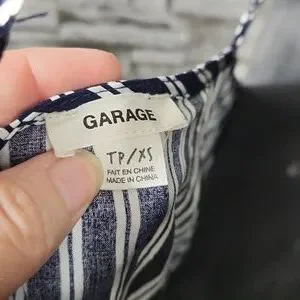 GARAGE
TP/XS
FAIT EN CHINE
MADE IN CHINA